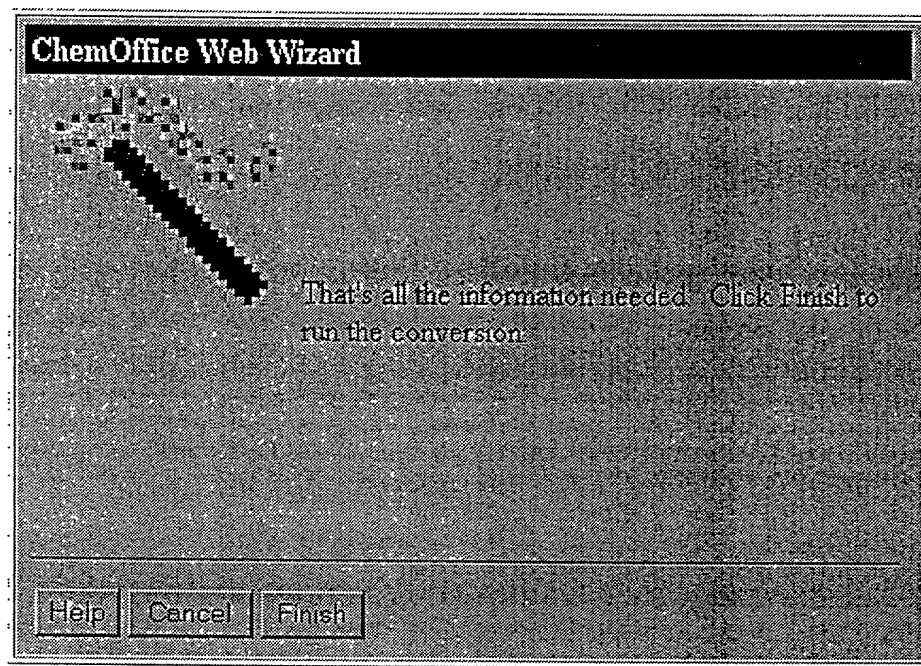 ChemOffice Web Wizard
That's all the information needed. Click Finish to
run the conversion.
Help Cancel Finish